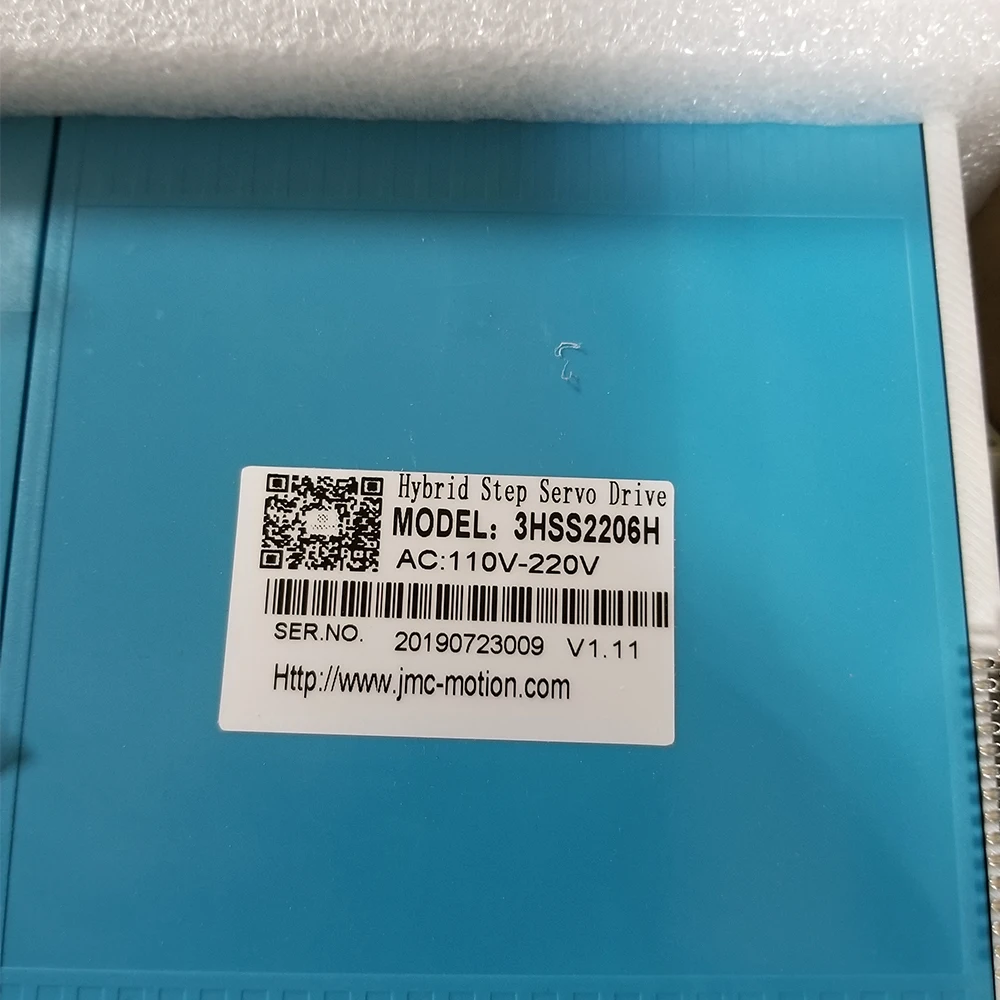 Hybrid Step Servo Drive
MODEL: 3HSS2206H
AC:110V-220V
SER.NO. 20190723009 V1.11
Http://www.jmc-motion.com